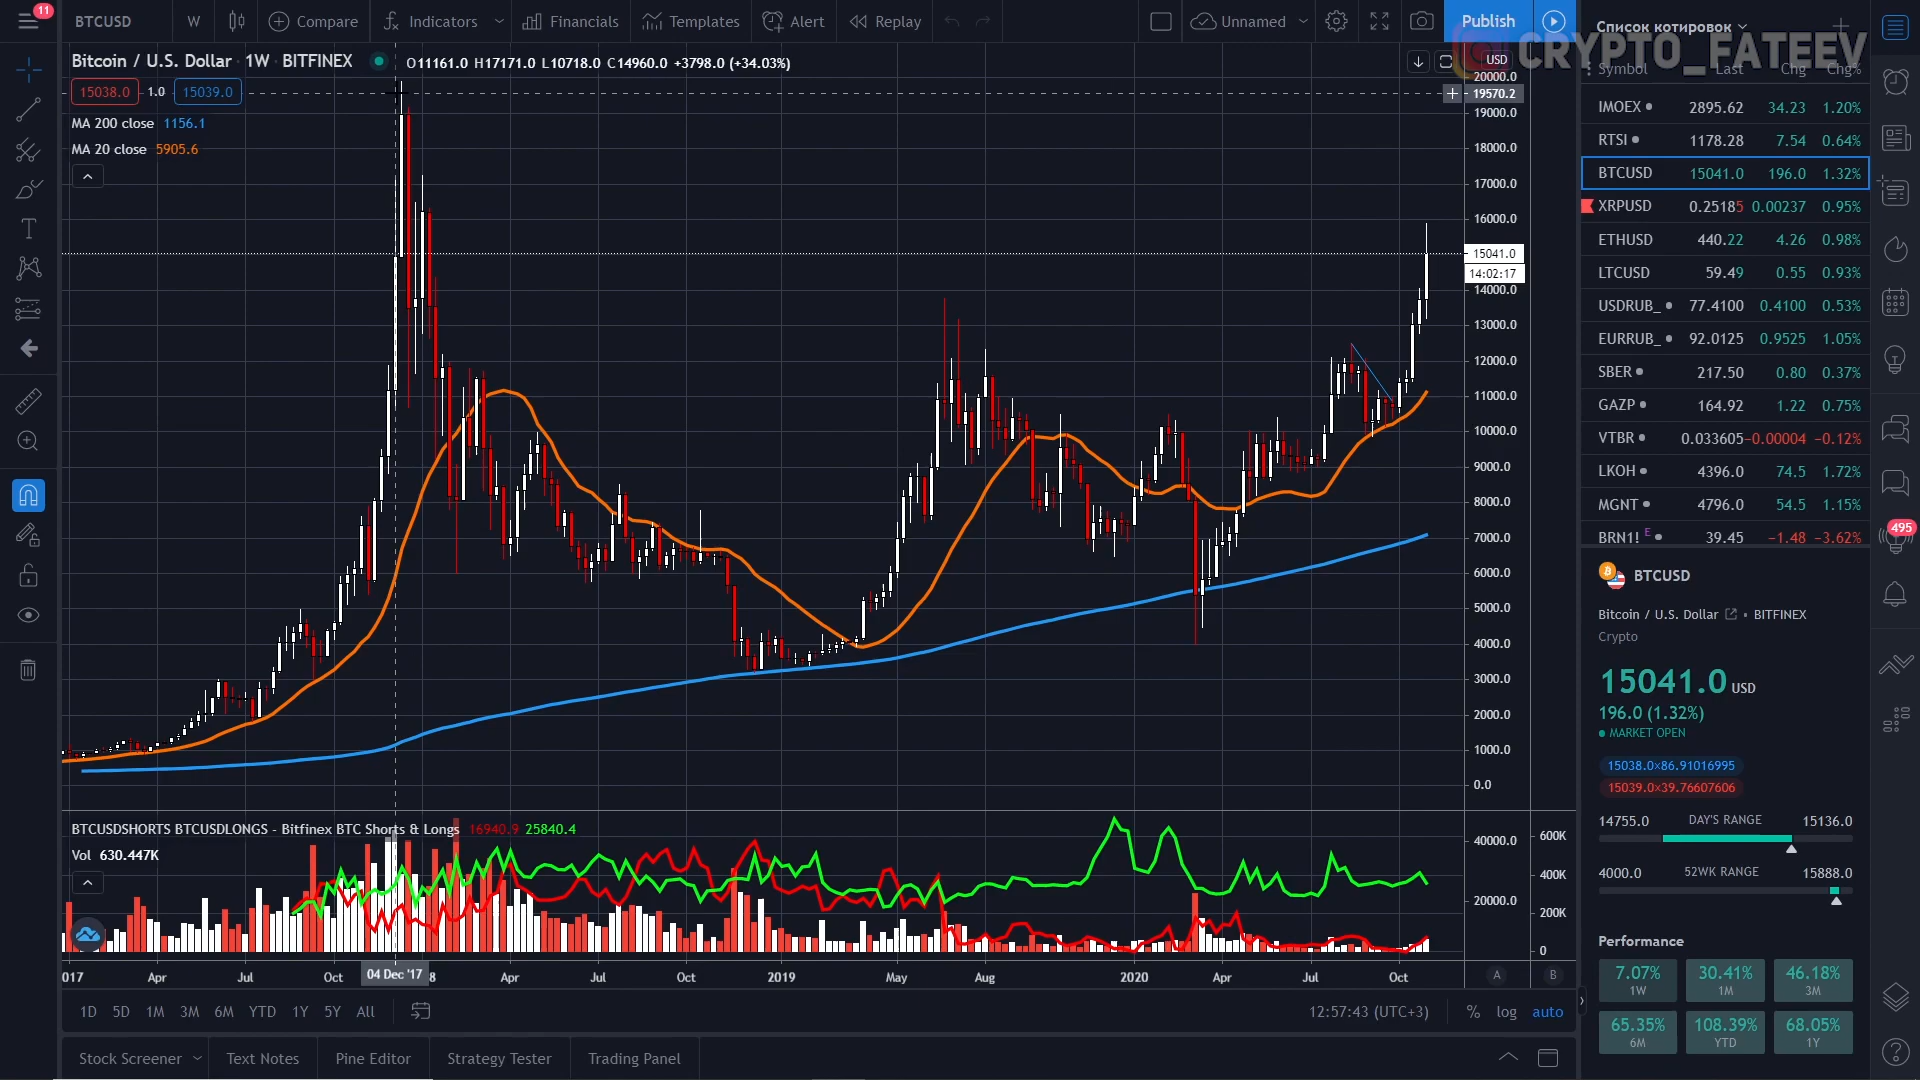 11
BTCUSD W Compare Indicators Financials Templates Alert Replay Unnamed Publish
Bitcoin / U.S. Dollar 1W BITFINEX O11161.0 H17171.0 L10718.0 C14960.0 +3798.0 (+34.03%)
15038.0 1.0 15039.0
MA 200 close 1156.1
MA 20 close 5905.6
USD
20000.0
19570.2
19000.0
18000.0
17000.0
16000.0
15041.0
14:02:17
14000.0
13000.0
12000.0
11000.0
10000.0
9000.0
8000.0
7000.0
6000.0
5000.0
4000.0
3000.0
2000.0
1000.0
0.0
BTCUSDSHORTS BTCUSDLONGS - Bitfinex BTC Shorts & Longs 16940.9 25840.4
Vol 630.447K
40000.0 600K
400K
20000.0
200K
0
017 Apr Jul Oct 04 Dec '17 8 Apr Jul Oct 2019 May Aug 2020 Apr Jul Oct A B
1D 5D 1M 3M 6M YTD 1Y 5Y All 12:57:43 (UTC+3) % log auto
Stock Screener Text Notes Pine Editor Strategy Tester Trading Panel
Список котировок
CRYPTO_FATEEV
Symbol Last Chg Chg%
IMOEX 2895.62 34.23 1.20%
RTSI 1178.28 7.54 0.64%
BTCUSD 15041.0 196.0 1.32%
XRPUSD 0.25185 0.00237 0.95%
ETHUSD 440.22 4.26 0.98%
LTCUSD 59.49 0.55 0.93%
USDRUB_ 77.4100 0.4100 0.53%
EURRUB_ 92.0125 0.9525 1.05%
SBER 217.50 0.80 0.37%
GAZP 164.92 1.22 0.75%
VTBR 0.033605 −0.00004 −0.12%
LKOH 4396.0 74.5 1.72%
MGNT 4796.0 54.5 1.15%
BRN1! E 39.45 −1.48 −3.62%
495
BTCUSD
Bitcoin / U.S. Dollar • BITFINEX
Crypto
15041.0 USD
196.0 (1.32%)
MARKET OPEN
15038.0×86.91016995
15039.0×39.76607606
14755.0 DAY'S RANGE 15136.0
4000.0 52WK RANGE 15888.0
Performance
7.07% 30.41% 46.18%
1W 1M 3M
65.35% 108.39% 68.05%
6M YTD 1Y